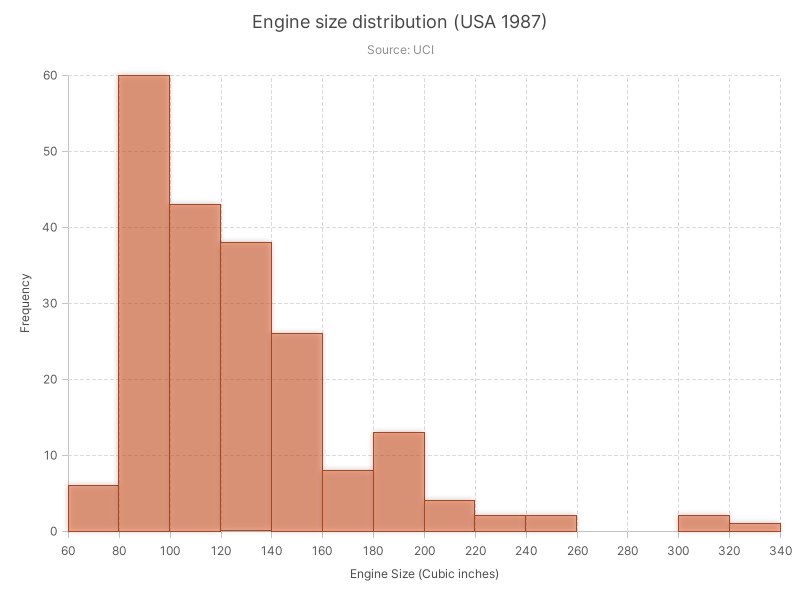 Engine size distribution (USA 1987)
Source: UCI
60
50
40
30
20
10
0
Frequency
60 80 100 120 140 160 180 200 220 240 260 280 300 320 340
Engine Size (Cubic inches)